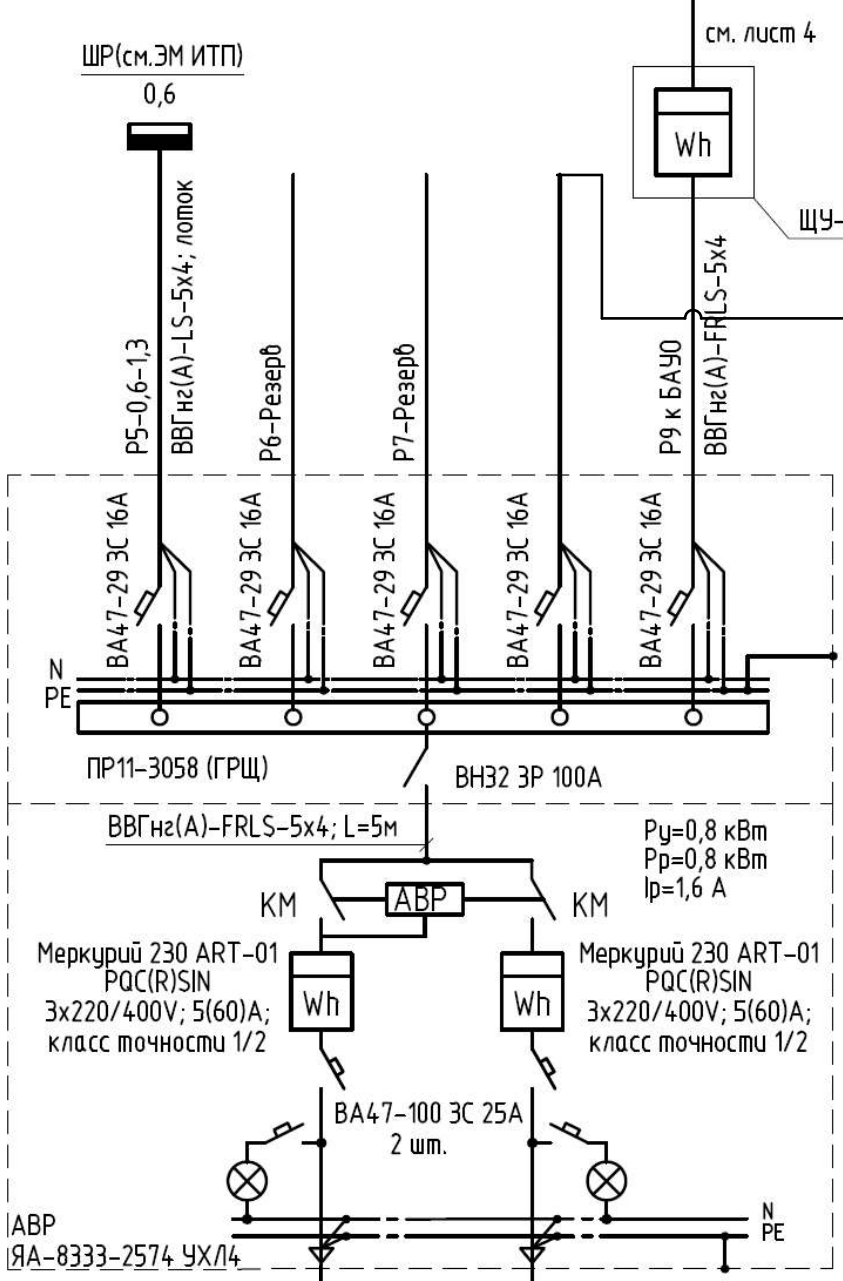 см. лист 4
ШР(см.ЭМ ИТП)
0,6
Wh
ЩУ-
Р5-0,6-1,3
ВВГнг(А)-LS-5х4; лоток
Р6-Резерв
Р7-Резерв
Р9 к БАУО
ВВГнг(А)-FRLS-5х4
ВА47-29 3С 16А
ВА47-29 3С 16А
ВА47-29 3С 16А
ВА47-29 3С 16А
ВА47-29 3С 16А
N
PE
ПР11-3058 (ГРЩ)
ВН32 3Р 100А
ВВГнг(А)-FRLS-5х4; L=5м
Ру=0,8 кВт
Рр=0,8 кВт
Iр=1,6 А
КМ
АВР
КМ
Меркурий 230 ART-01
PQC(R)SIN
3х220/400V; 5(60)А;
класс точности 1/2
Wh
Wh
Меркурий 230 ART-01
PQC(R)SIN
3х220/400V; 5(60)А;
класс точности 1/2
ВА47-100 3С 25А
2 шт.
N
PE
АВР
ЯА-8333-2574 УХЛ4